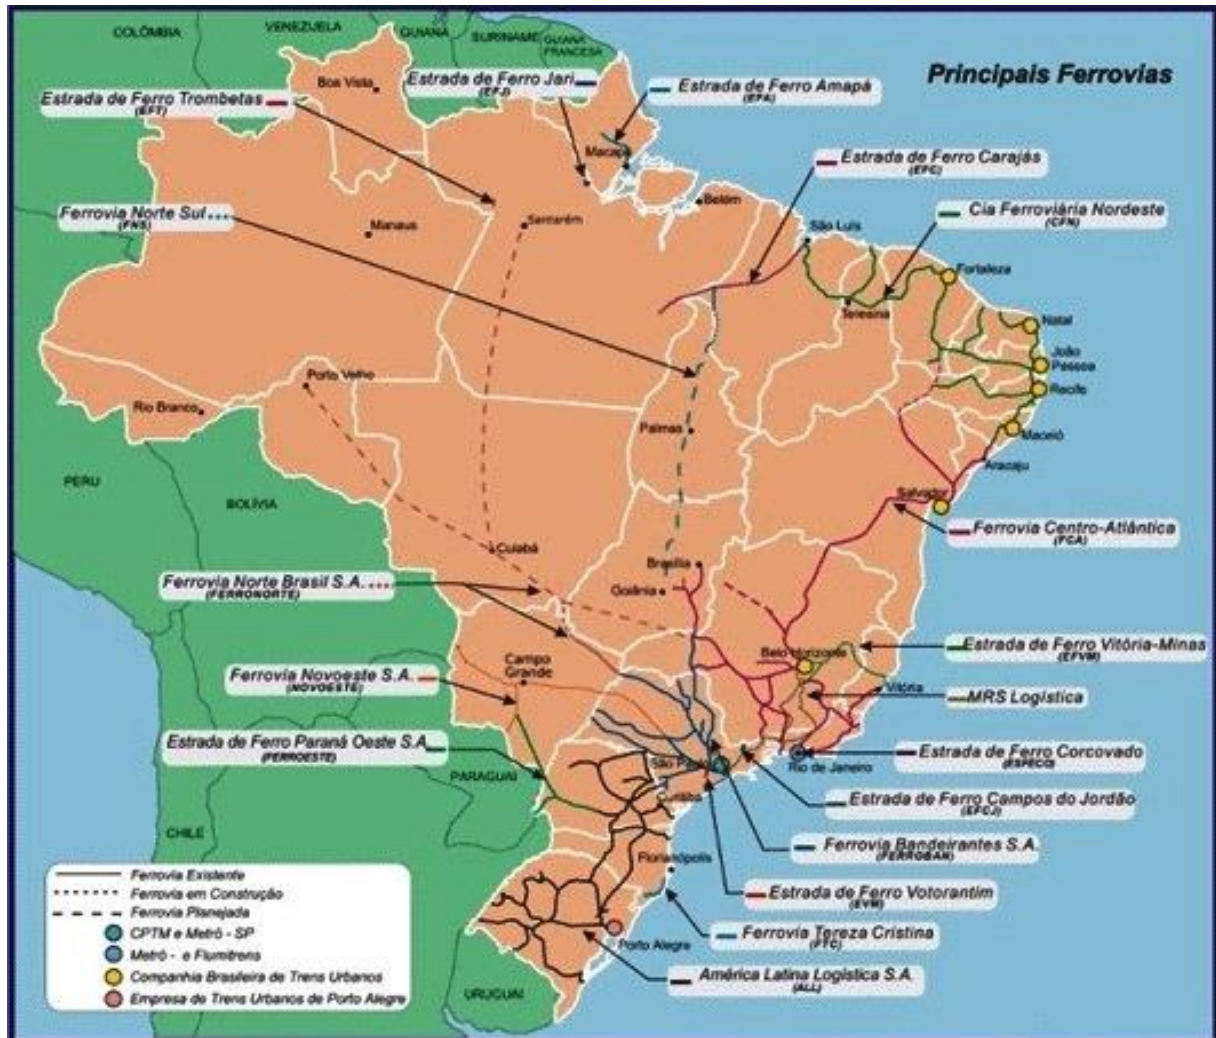 Principais Ferrovias
COLÔMBIA
VENEZUELA
GUIANA
SURINAME
GUIANA
FRANCESA
Boa Vista
Estrada de Ferro Trombetas
(EFT)
Estrada de Ferro Jari
(EFJ)
Estrada de Ferro Amapá
(EFA)
Macapá
Estrada de Ferro Carajás
(EFC)
Ferrovia Norte Sul
(FNS)
Manaus
Santarém
Belém
São Luís
Cia Ferroviária Nordeste
(CFN)
Fortaleza
Teresina
Natal
João
Pessoa
Recife
Maceió
Aracaju
Porto Velho
Rio Branco
Palmas
PERU
BOLÍVIA
Salvador
Ferrovia Centro-Atlântica
(FCA)
Cuiabá
Brasília
Goiânia
Ferrovia Norte Brasil S.A.
(FERRONORTE)
Belo Horizonte
Estrada de Ferro Vitória-Minas
(EFVM)
Campo
Grande
Ferrovia Novoeste S.A.
(NOVOESTE)
Vitória
MRS Logística
Estrada de Ferro Paraná Oeste S.A
(FERROESTE)
PARAGUAI
São Paulo
Rio de Janeiro
Estrada de Ferro Corcovado
Curitiba
Estrada de Ferro Campos do Jordão
(EFCJ)
CHILE
Ferrovia Bandeirantes S.A.
(FERROBAN)
Florianópolis
Estrada de Ferro Votorantim
(EVM)
Ferrovia Tereza Cristina
(FTC)
Porto Alegre
América Latina Logística S.A.
(ALL)
URUGUAI
Ferrovia Existente
Ferrovia em Construção
Ferrovia Planejada
CPTM e Metrô - SP
Metrô - e Flumitrens
Companhia Brasileira de Trens Urbanos
Empresa de Trens Urbanos de Porto Alegre